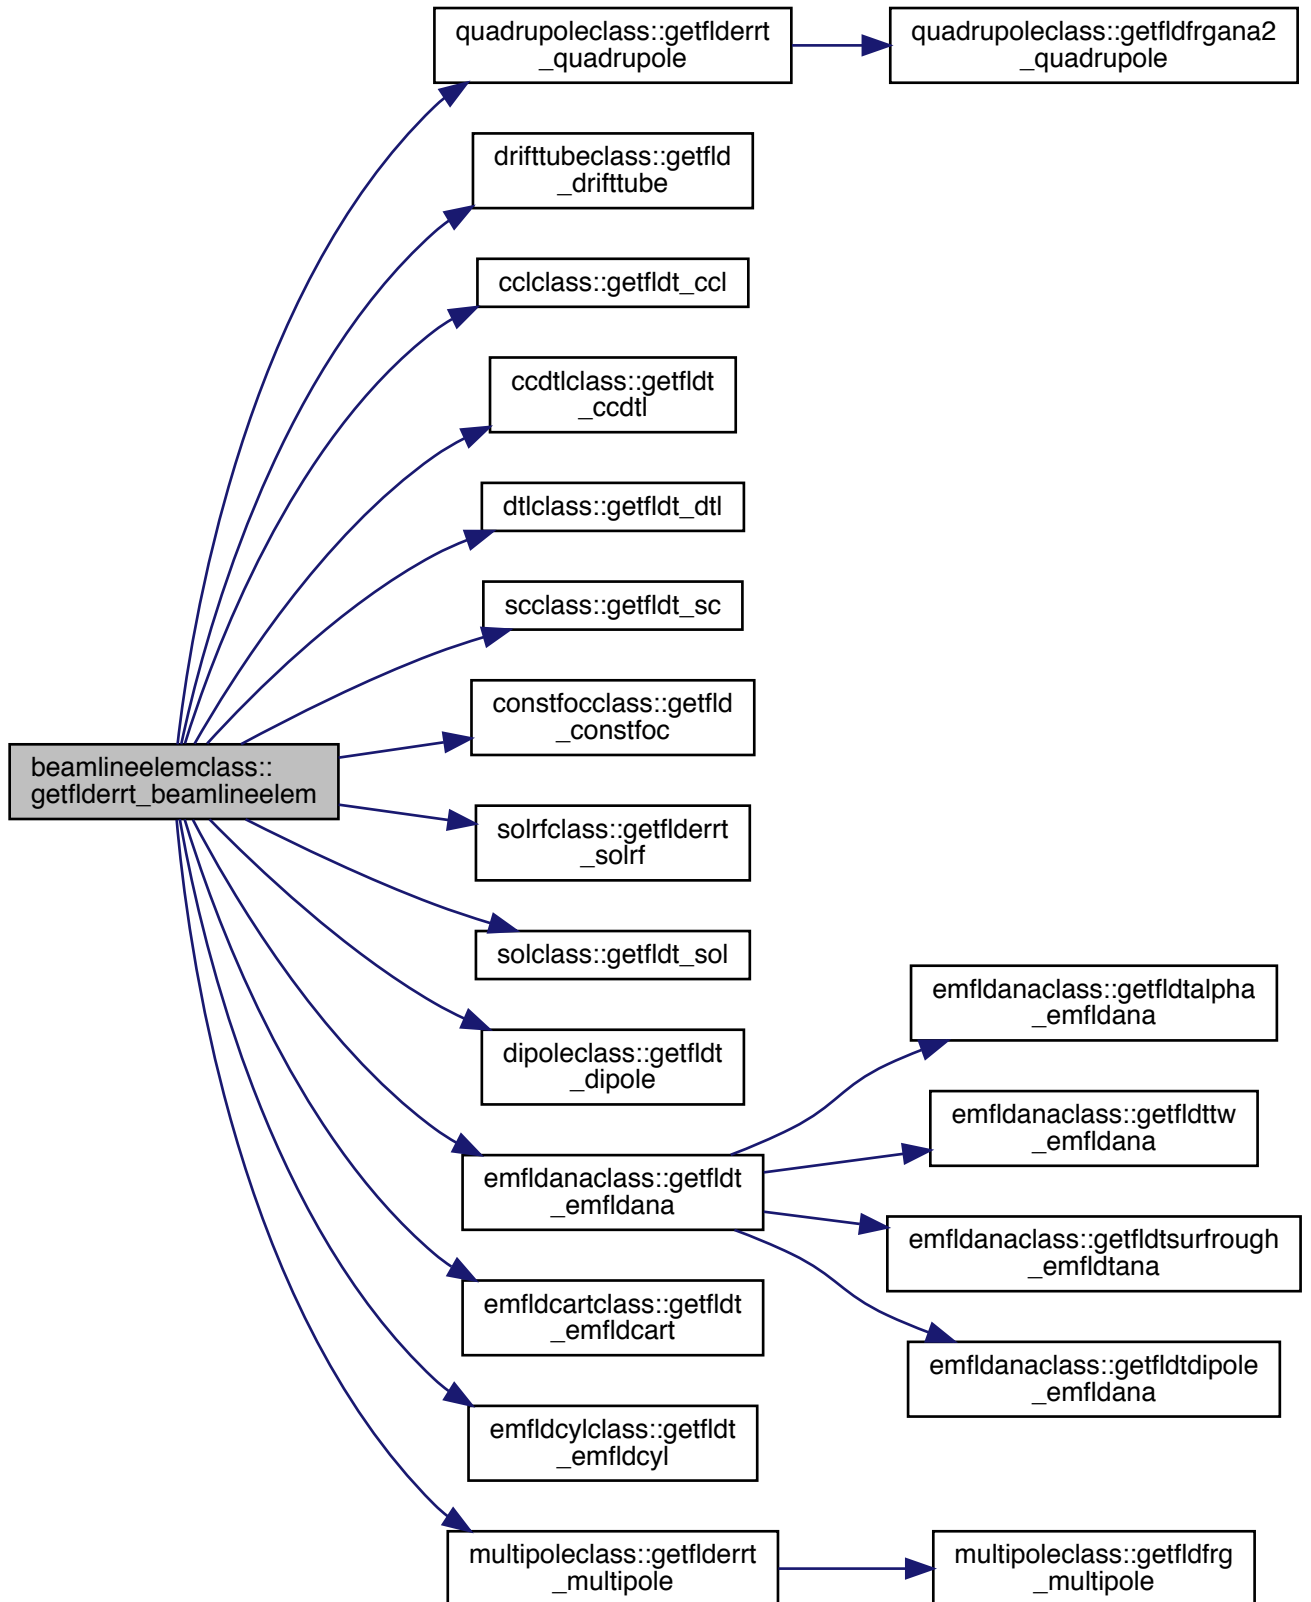 quadrupoleclass::getflderrt
_quadrupole
quadrupoleclass::getfldfrgana2
_quadrupole
drifttubeclass::getfld
_drifttube
cclclass::getfldt_ccl
ccdtlclass::getfldt
_ccdtl
dtlclass::getfldt_dtl
scclass::getfldt_sc
constfocclass::getfld
_constfoc
beamlineelemclass::
getflderrt_beamlineelem
solrfclass::getflderrt
_solrf
solclass::getfldt_sol
dipoleclass::getfldt
_dipole
emfldanaclass::getfldt
_emfldana
emfldanaclass::getfldtalpha
_emfldana
emfldanaclass::getfldttw
_emfldana
emfldanaclass::getfldtsurfrough
_emfldtana
emfldanaclass::getfldtdipole
_emfldana
emfldcartclass::getfldt
_emfldcart
emfldcylclass::getfldt
_emfldcyl
multipoleclass::getflderrt
_multipole
multipoleclass::getfldfrg
_multipole